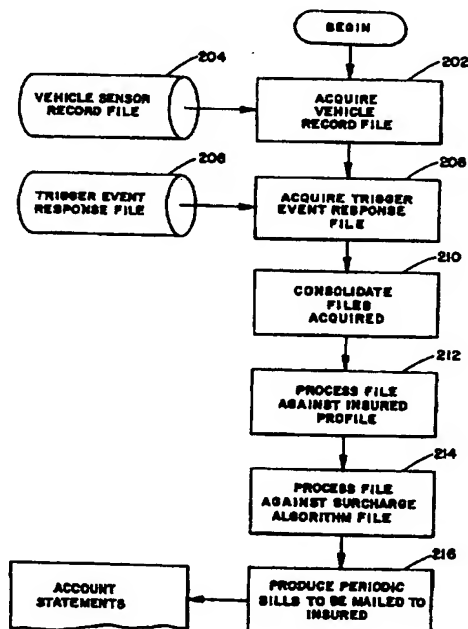 BEGIN
204
VEHICLE SENSOR
RECORD FILE
202
ACQUIRE
VEHICLE
RECORD FILE
206
TRIGGER EVENT
RESPONSE FILE
208
ACQUIRE TRIGGER
EVENT RESPONSE
FILE
210
CONSOLIDATE
FILES
ACQUIRED
212
PROCESS FILE
AGAINST INSURED
PROFILE
214
PROCESS FILE
AGAINST SURCHARGE
ALGORITHM FILE
216
PRODUCE PERIODIC
BILLS TO BE MAILED TO
INSURED
ACCOUNT
STATEMENTS